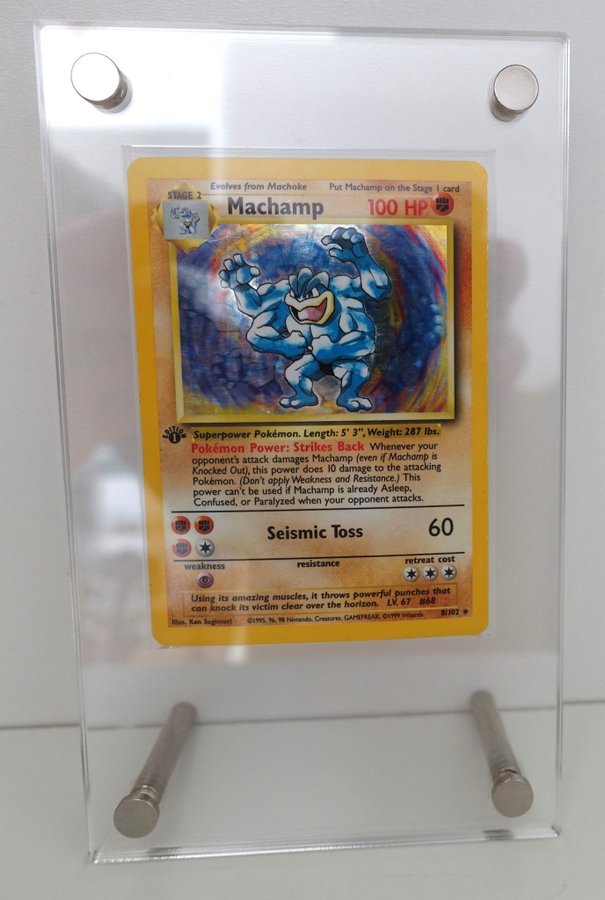 Evolves from Machoke Put Machamp on the Stage 1 card
STAGE 2
Machamp 100 HP
EDITION
1
Superpower Pokémon. Length: 5' 3", Weight: 287 lbs.
Pokémon Power: Strikes Back Whenever your
opponent's attack damages Machamp (even if Machamp is
Knocked Out), this power does 10 damage to the attacking
Pokémon. (Don't apply Weakness and Resistance.) This
power can't be used if Machamp is already Asleep,
Confused, or Paralyzed when your opponent attacks.
Seismic Toss 60
weakness resistance retreat cost
Using its amazing muscles, it throws powerful punches that
can knock its victim clear over the horizon. LV. 67 #68
Illus. Ken Sugimori ©1995, 96, 98 Nintendo, Creatures, GAMEFREAK. ©1999 Wizards. 8/102 ★